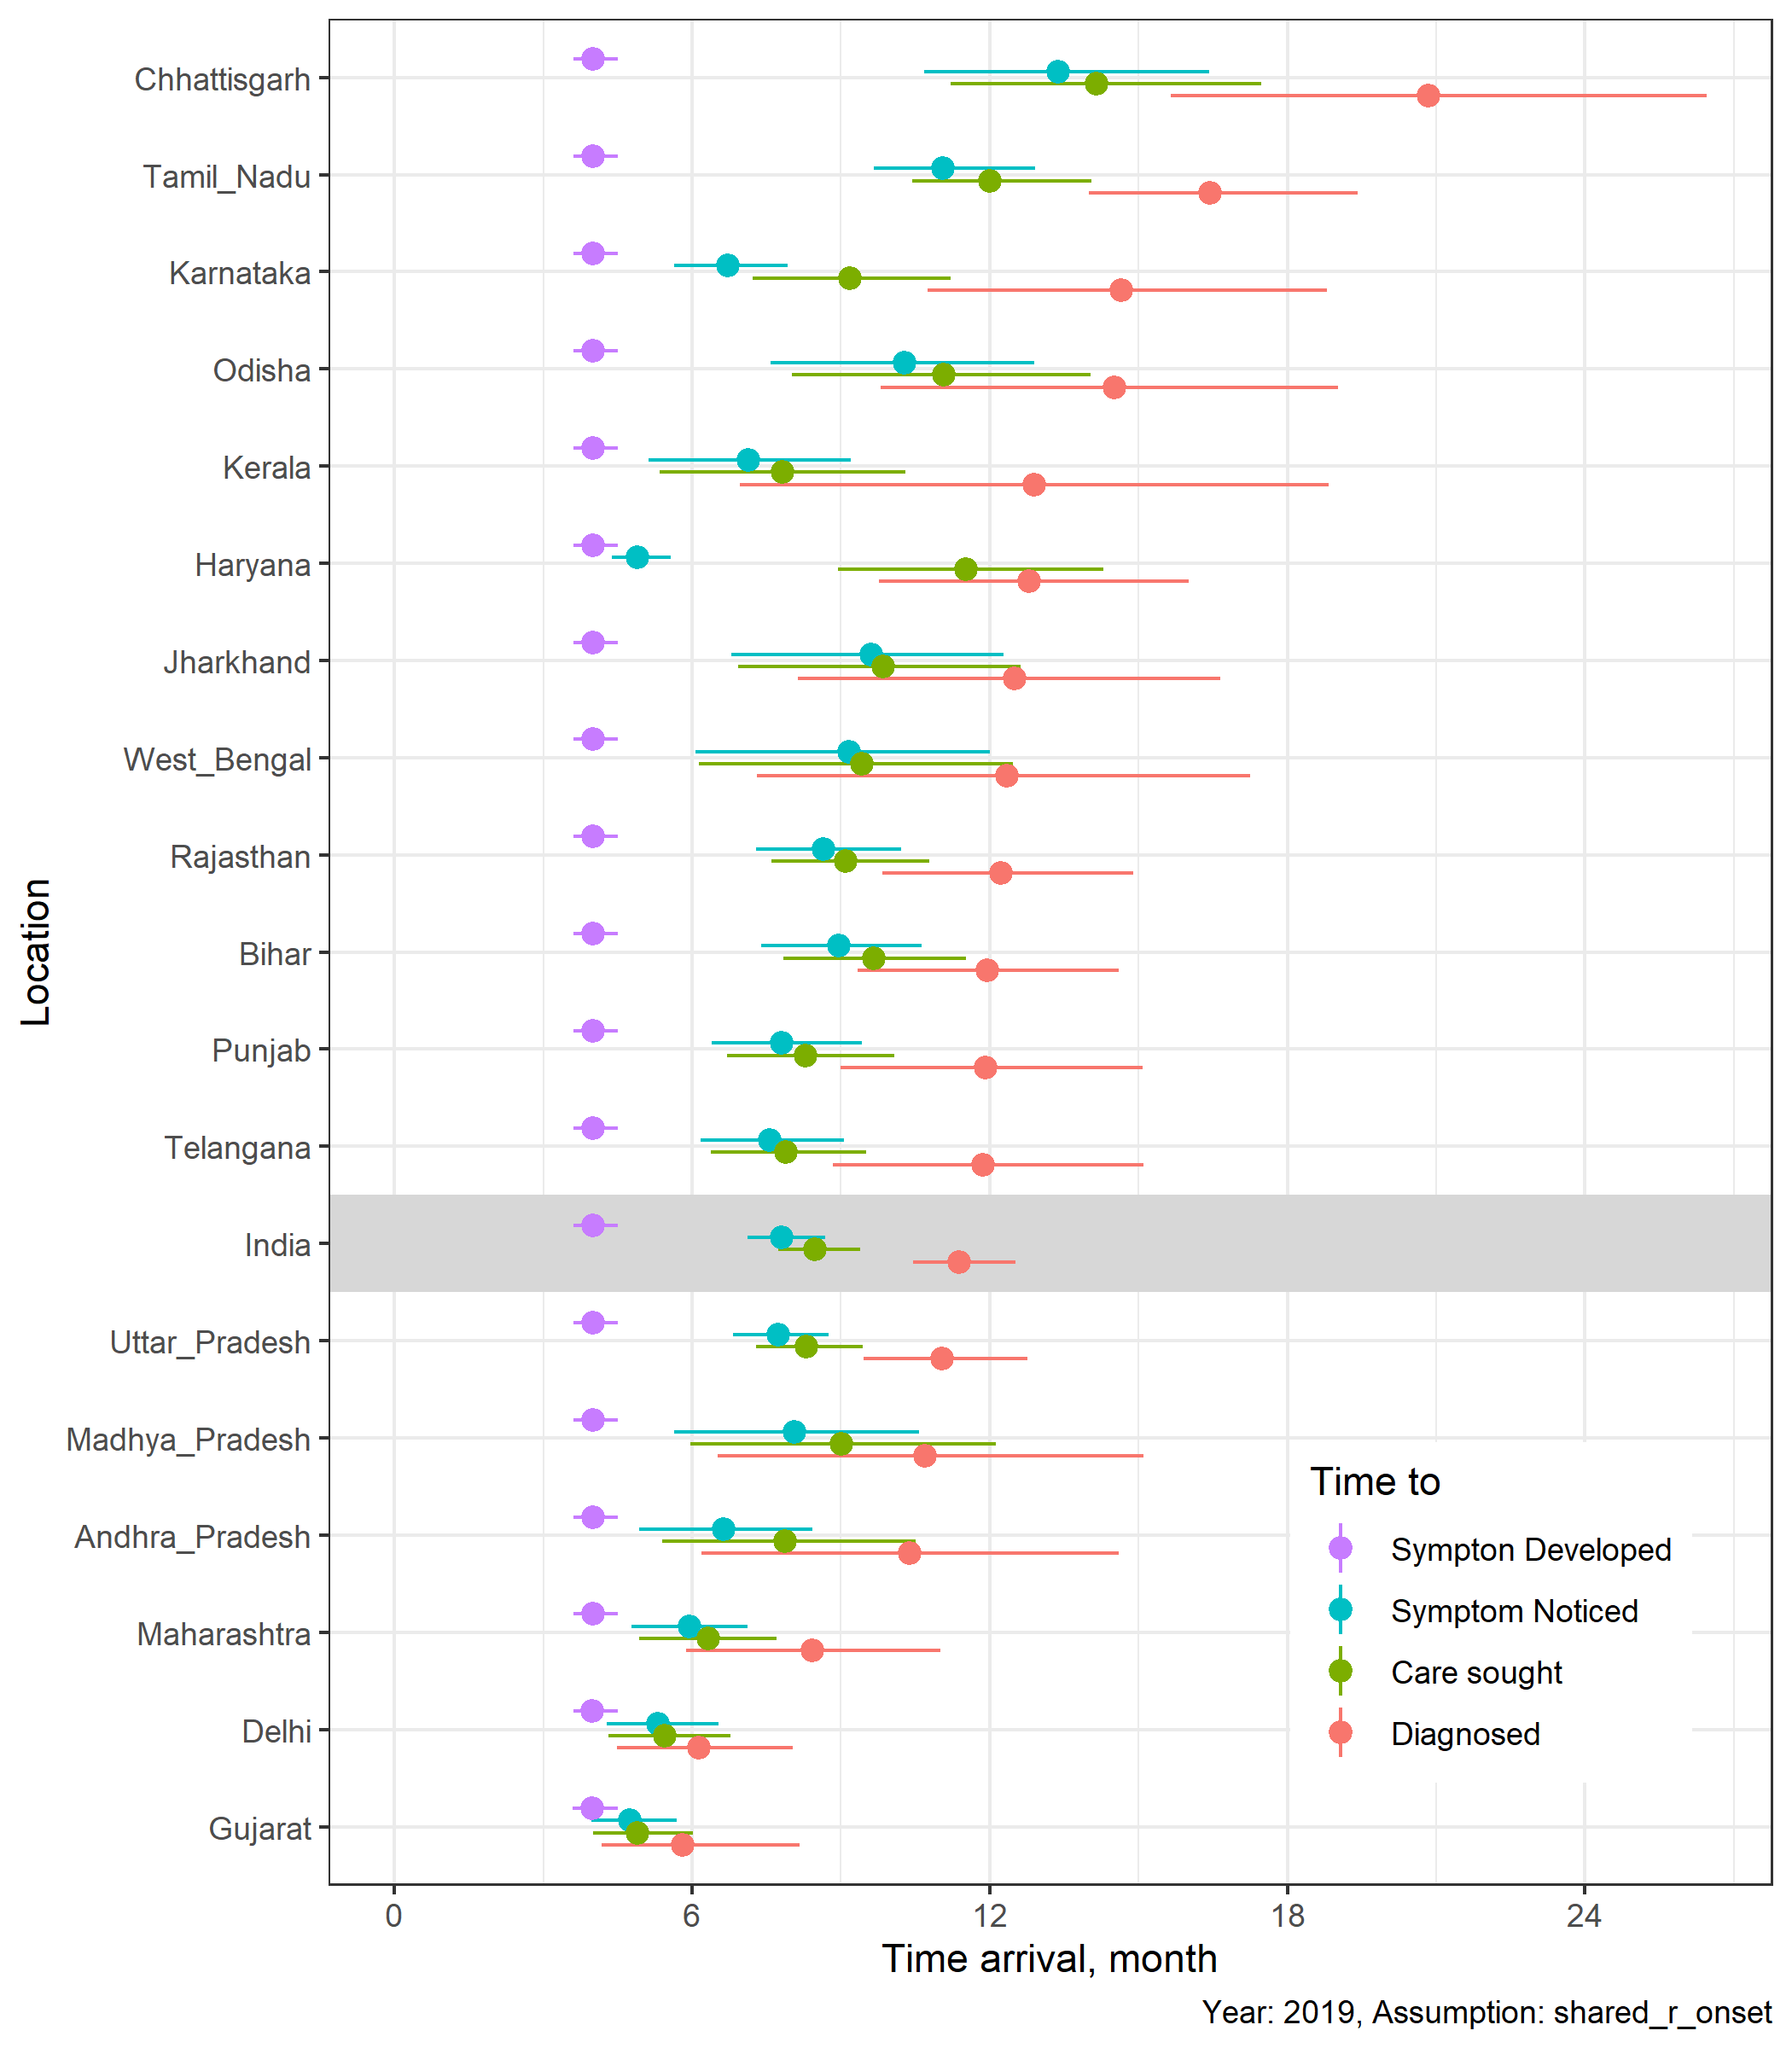 Chhattisgarh
Tamil_Nadu
Karnataka
Odisha
Kerala
Haryana
Jharkhand
West_Bengal
Rajasthan
Bihar
Punjab
Telangana
India
Uttar_Pradesh
Madhya_Pradesh
Andhra_Pradesh
Maharashtra
Delhi
Gujarat
Location
Time to
Sympton Developed
Symptom Noticed
Care sought
Diagnosed
0 6 12 18 24
Time arrival, month
Year: 2019, Assumption: shared_r_onset